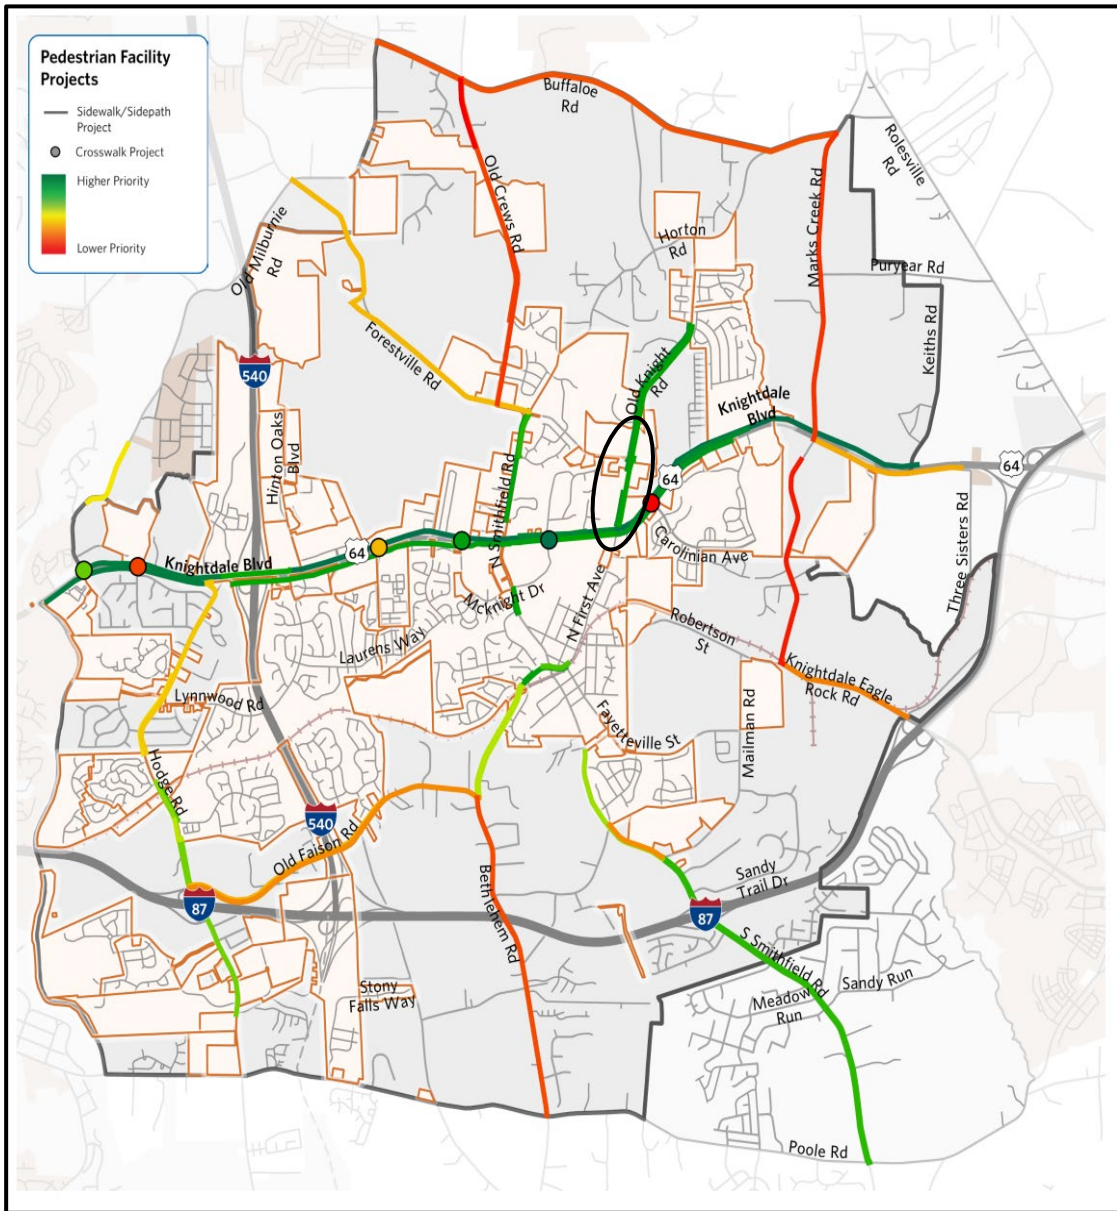 Pedestrian Facility
Projects
Sidewalk/Sidepath
Project
Crosswalk Project
Higher Priority
Lower Priority
Buffaloe
Rd
Rolesville
Rd
Old Crews Rd
Marks Creek Rd
Horton
Rd
Old Milburnie
Rd
Puryear Rd
Keiths Rd
Forestville Rd
540
Old Knight
Rd
Knightdale
Blvd
Hinton Oaks
Blvd
N Smithfield Rd
64
64
64
Knightdale Blvd
Carolinian Ave
Three Sisters Rd
Mcknight Dr
N First Ave
Laurens Way
Robertson
St
Knightdale Eagle
Rock Rd
Lynnwood Rd
Mailman Rd
Fayetteville St
Hodge Rd
540
Old Faison Rd
Bethlehem Rd
Sandy
Trail Dr
87
87
S Smithfield Rd
Sandy Run
Meadow
Run
Stony
Falls Way
Poole Rd